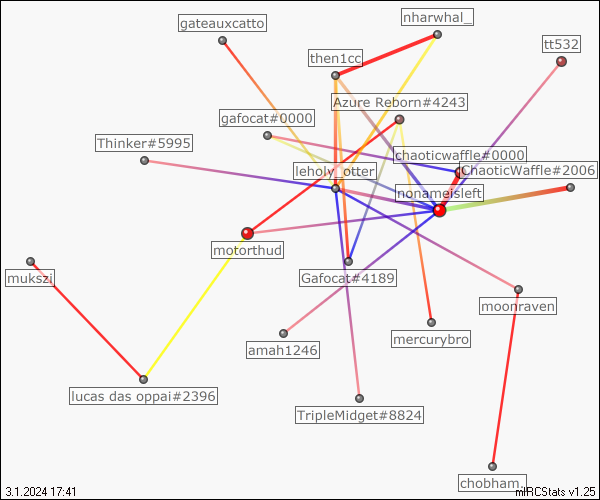 nharwhal_
gateauxcatto
tt532
then1cc
Azure Reborn#4243
gafocat#0000
Thinker#5995
chaoticwaffle#0000
leholy_otter
ChaoticWaffle#2006
nonameisleft
motorthud
mukszi
Gafocat#4189
moonraven
mercurybro
amah1246
lucas das oppai#2396
TripleMidget#8824
chobham.
3.1.2024 17:41
mIRCStats v1.25